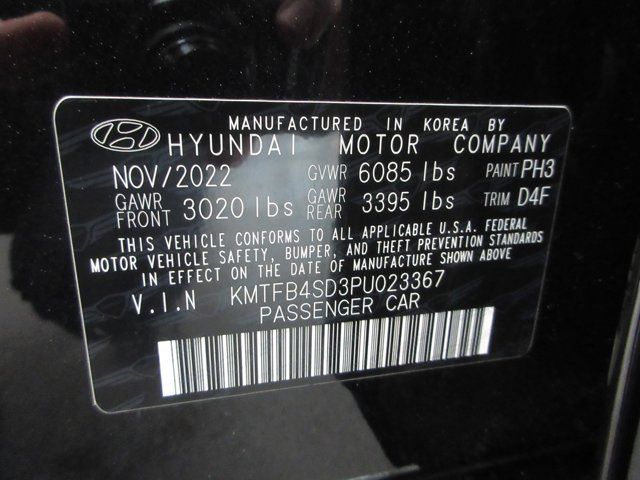 MANUFACTURED IN KOREA BY
HYUNDAI MOTOR COMPANY
NOV/2022 GVWR 6085 lbs PAINT PH3
GAWR FRONT 3020 lbs GAWR REAR 3395 lbs TRIM D4F
THIS VEHICLE CONFORMS TO ALL APPLICABLE U.S.A. FEDERAL
MOTOR VEHICLE SAFETY, BUMPER, AND THEFT PREVENTION STANDARDS
IN EFFECT ON THE DATE OF MANUFACTURE SHOWN ABOVE
V.I.N KMTFB4SD3PU023367
PASSENGER CAR